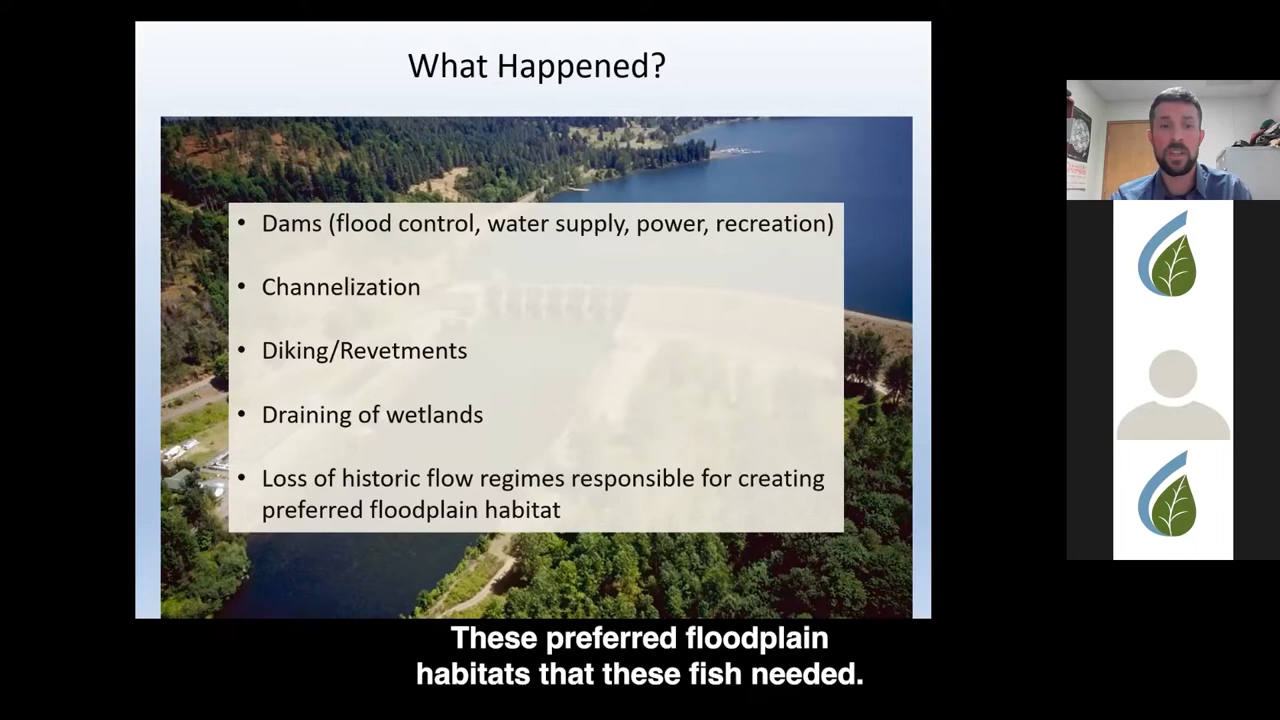 What Happened?
• Dams (flood control, water supply, power, recreation)
• Channelization
• Diking/Revetments
• Draining of wetlands
• Loss of historic flow regimes responsible for creating
preferred floodplain habitat
These preferred floodplain
habitats that these fish needed.